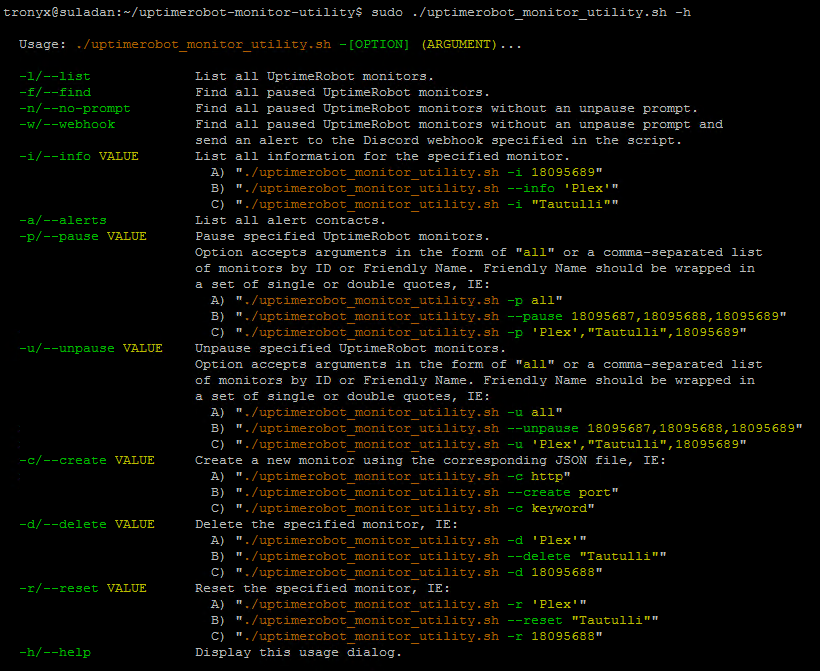 tronyx@suladan:~/uptimerobot-monitor-utility$ sudo ./uptimerobot_monitor_utility.sh -h
Usage: ./uptimerobot_monitor_utility.sh -[OPTION] (ARGUMENT)...
-l/--list List all UptimeRobot monitors.
-f/--find Find all paused UptimeRobot monitors.
-n/--no-prompt Find all paused UptimeRobot monitors without an unpause prompt.
-w/--webhook Find all paused UptimeRobot monitors without an unpause prompt and
send an alert to the Discord webhook specified in the script.
-i/--info VALUE List all information for the specified monitor.
A) "./uptimerobot_monitor_utility.sh -i 18095689"
B) "./uptimerobot_monitor_utility.sh --info 'Plex'"
C) "./uptimerobot_monitor_utility.sh -i "Tautulli""
-a/--alerts List all alert contacts.
-p/--pause VALUE Pause specified UptimeRobot monitors.
Option accepts arguments in the form of "all" or a comma-separated list
of monitors by ID or Friendly Name. Friendly Name should be wrapped in
a set of single or double quotes, IE:
A) "./uptimerobot_monitor_utility.sh -p all"
B) "./uptimerobot_monitor_utility.sh --pause 18095687,18095688,18095689"
C) "./uptimerobot_monitor_utility.sh -p 'Plex',"Tautulli",18095689"
-u/--unpause VALUE Unpause specified UptimeRobot monitors.
Option accepts arguments in the form of "all" or a comma-separated list
of monitors by ID or Friendly Name. Friendly Name should be wrapped in
a set of single or double quotes, IE:
A) "./uptimerobot_monitor_utility.sh -u all"
B) "./uptimerobot_monitor_utility.sh --unpause 18095687,18095688,18095689"
C) "./uptimerobot_monitor_utility.sh -u 'Plex',"Tautulli",18095689"
-c/--create VALUE Create a new monitor using the corresponding JSON file, IE:
A) "./uptimerobot_monitor_utility.sh -c http"
B) "./uptimerobot_monitor_utility.sh --create port"
C) "./uptimerobot_monitor_utility.sh -c keyword"
-d/--delete VALUE Delete the specified monitor, IE:
A) "./uptimerobot_monitor_utility.sh -d 'Plex'"
B) "./uptimerobot_monitor_utility.sh --delete "Tautulli""
C) "./uptimerobot_monitor_utility.sh -d 18095688"
-r/--reset VALUE Reset the specified monitor, IE:
A) "./uptimerobot_monitor_utility.sh -r 'Plex'"
B) "./uptimerobot_monitor_utility.sh --reset "Tautulli""
C) "./uptimerobot_monitor_utility.sh -r 18095688"
-h/--help Display this usage dialog.